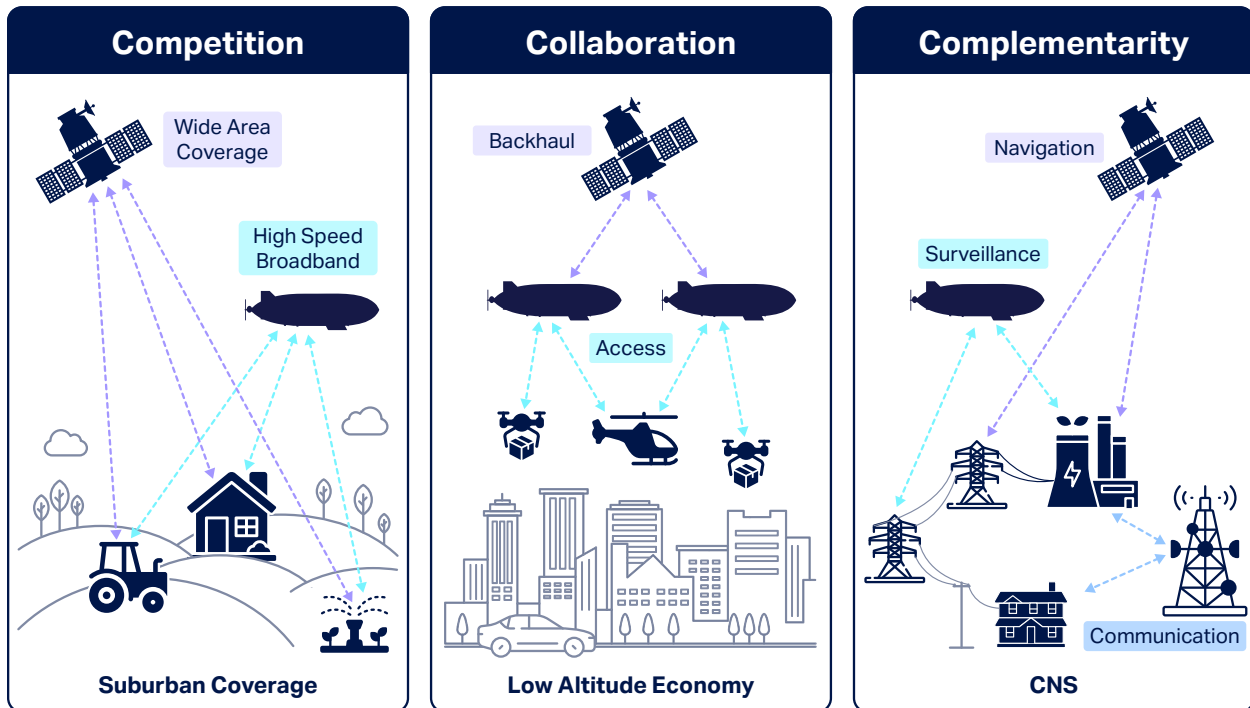 Competition
Wide Area
Coverage
High Speed
Broadband
Suburban Coverage
Collaboration
Backhaul
Access
Low Altitude Economy
Complementarity
Navigation
Surveillance
Communication
CNS